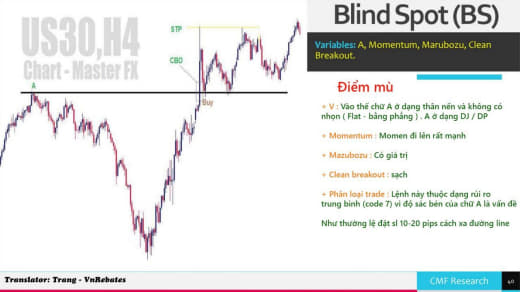 US30,H4
Chart - Master FX
STP
CBO
A
Buy
Blind Spot (BS)
Variables: A, Momentum, Marubozu, Clean
Breakout.
Điểm mù
+ V : Vào thế chữ A ở dạng thân nến và không có
nhọn ( Flat - bằng phẳng ) . A ở dạng DJ / DP
+ Momentum : Momen đi lên rất mạnh
+ Mazubozu : Có giá trị
+ Clean breakout : sạch
+ Phân loại trade : Lệnh này thuộc dạng rủi ro
trung bình (code 7) vì độ sác bén của chữ A là vấn đề
Như thường lệ đặt sl 10-20 pips cách xa đường line
Translator: Trang - VnRebates
CMF Research
40